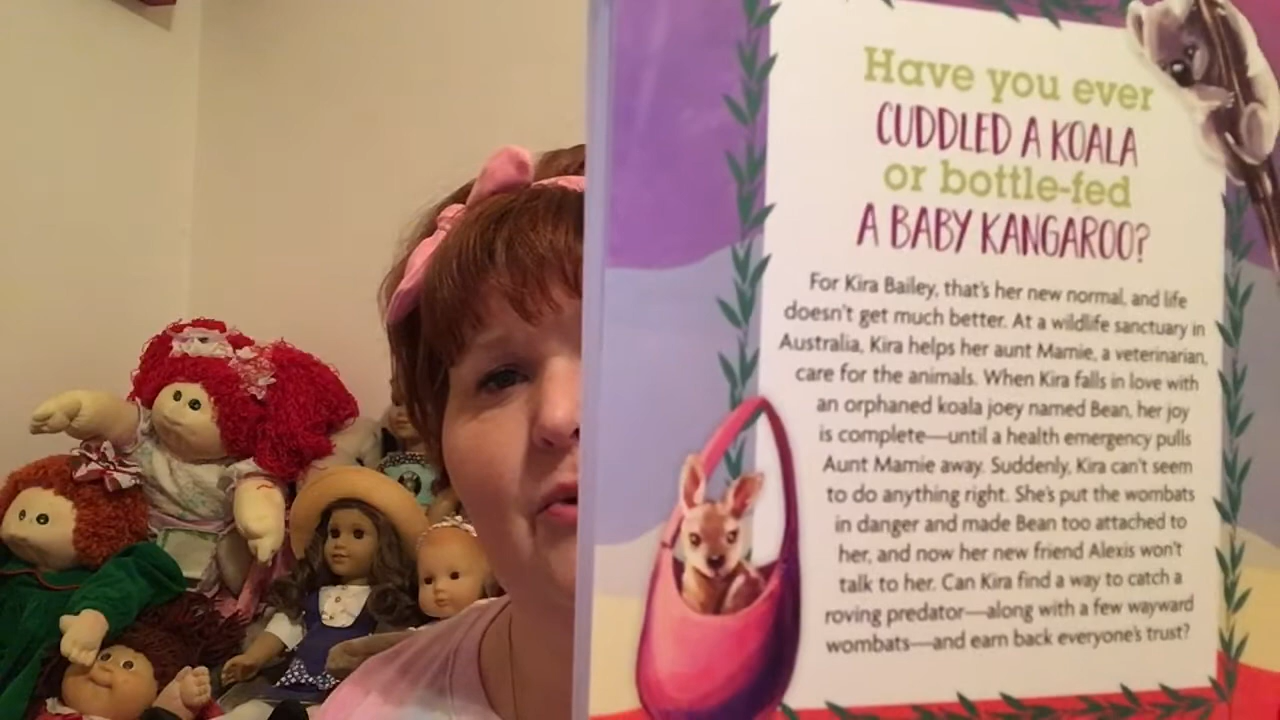 Have you ever
CUDDLED A KOALA
or bottle-fed
A BABY KANGAROO?
For Kira Bailey, that's her new normal, and life
doesn't get much better. At a wildlife sanctuary in
Australia, Kira helps her aunt Mamie, a veterinarian,
care for the animals. When Kira falls in love with
an orphaned koala joey named Bean, her joy
is complete—until a health emergency pulls
Aunt Mamie away. Suddenly, Kira can't seem
to do anything right. She's put the wombats
in danger and made Bean too attached to
her, and now her new friend Alexis won't
talk to her. Can Kira find a way to catch a
roving predator—along with a few wayward
wombats—and earn back everyone's trust?